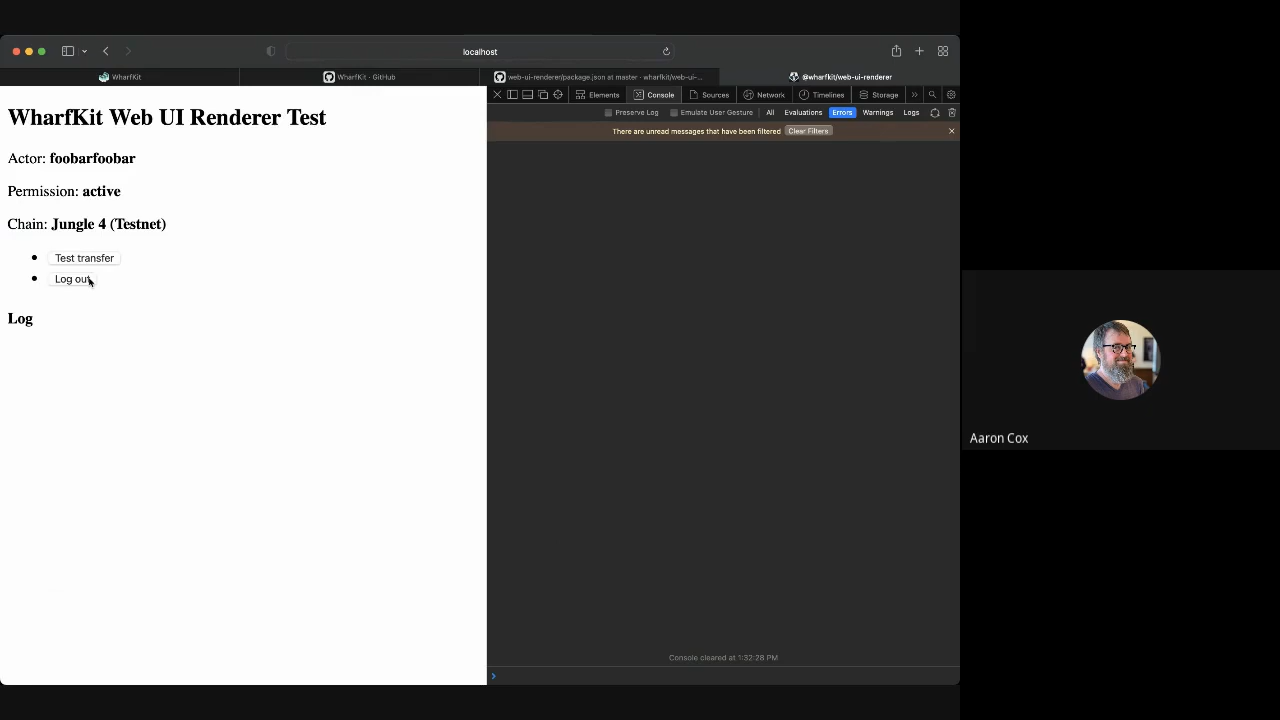 localhost
WharfKit
WharfKit · GitHub
web-ui-renderer/package.json at master · wharfkit/web-ui-...
@wharfkit/web-ui-renderer
Elements
Console
Sources
Network
Timelines
Storage
Preserve Log
Emulate User Gesture
All
Evaluations
Errors
Warnings
Logs
There are unread messages that have been filtered
Clear Filters
WharfKit Web UI Renderer Test
Actor: foobarfoobar
Permission: active
Chain: Jungle 4 (Testnet)
Test transfer
Log out
Log
Console cleared at 1:32:28 PM
Aaron Cox